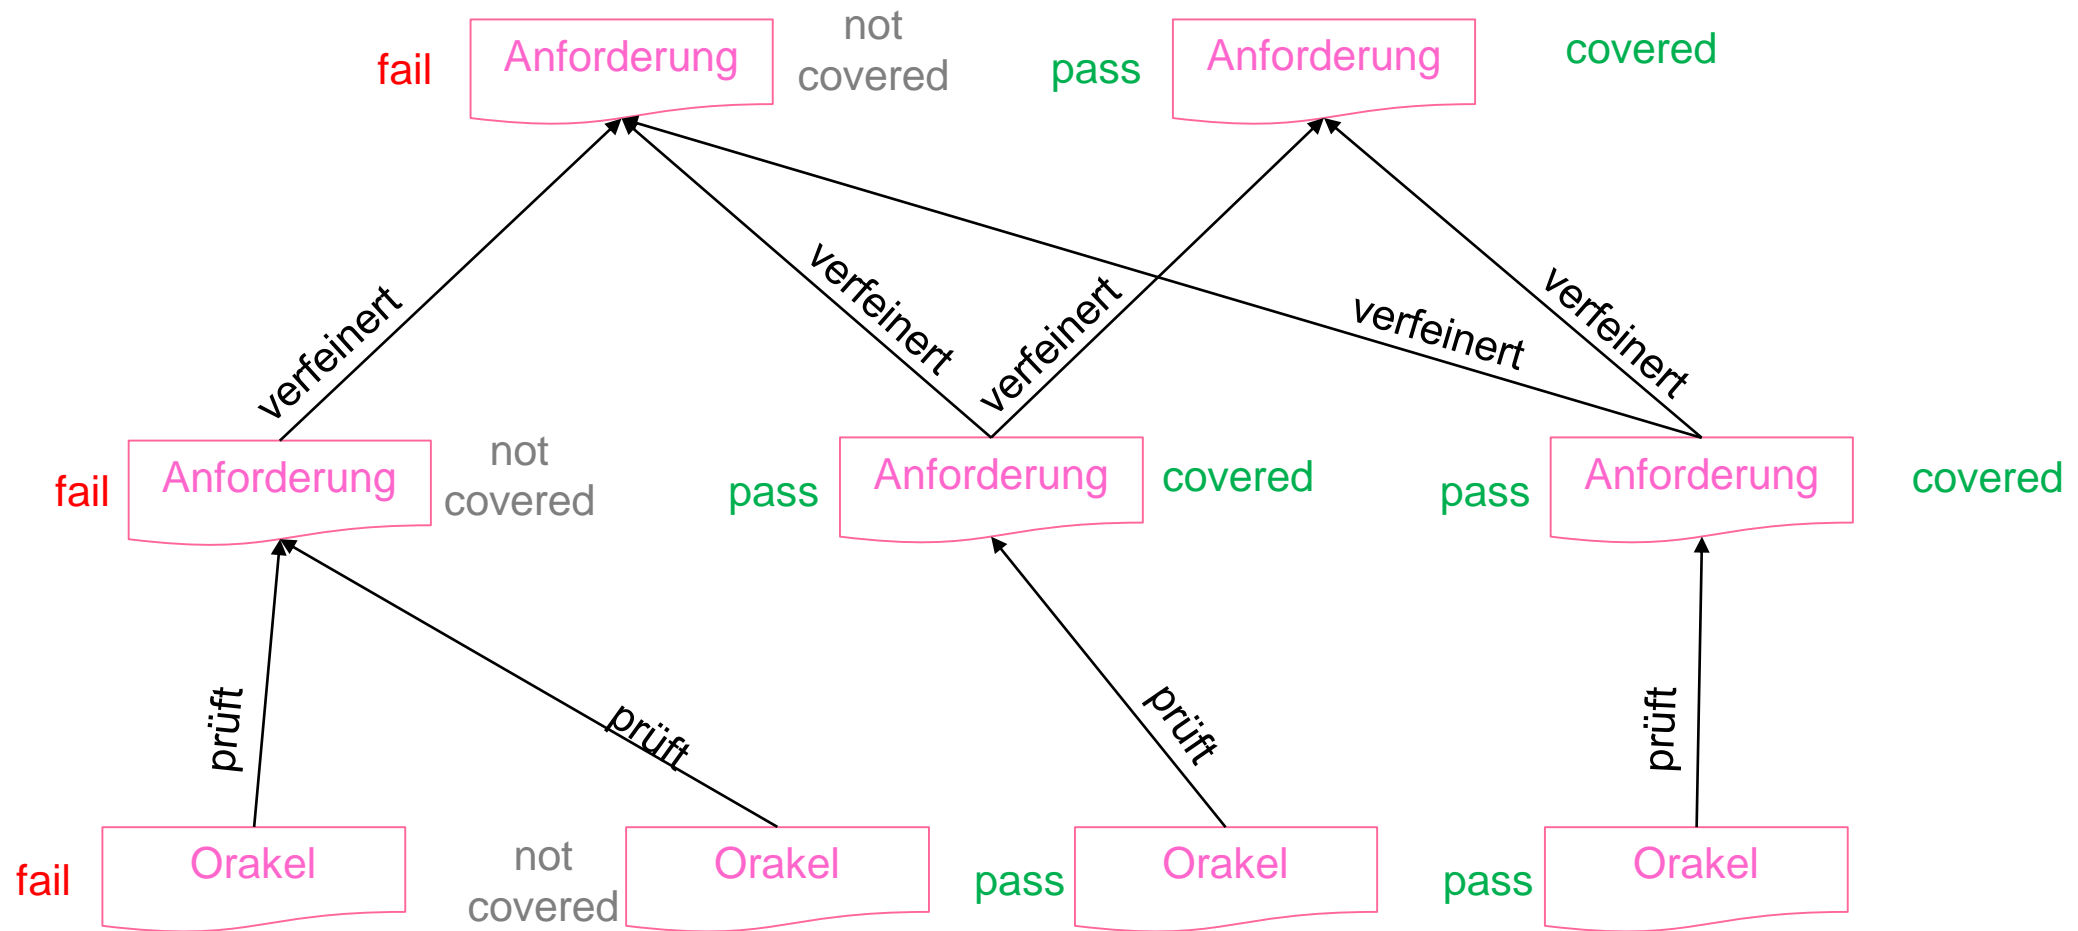 not
covered
fail
Anforderung
pass
Anforderung
covered
verfeinert
verfeinert
verfeinert
verfeinert
verfeinert
fail
Anforderung
not
covered
pass
Anforderung
covered
pass
Anforderung
covered
prüft
prüft
prüft
prüft
fail
Orakel
not
covered
Orakel
pass
Orakel
pass
Orakel